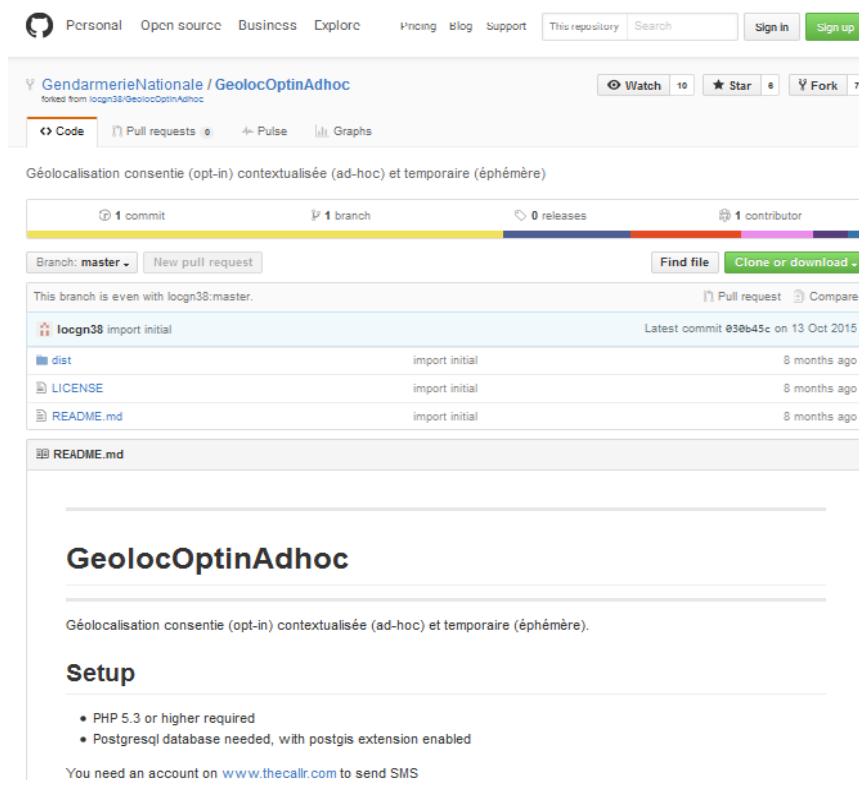 Personal Open source Business Explore Pricing Blog Support This repository Search Sign in Sign up
GendarmerieNationale / GeolocOptinAdhoc Watch 10 Star 6 Fork 7
forked from locgn38/GeolocOptinAdhoc
Code Pull requests 0 Pulse Graphs
Géolocalisation consentie (opt-in) contextualisée (ad-hoc) et temporaire (éphémère)
1 commit 1 branch 0 releases 1 contributor
Branch: master New pull request Find file Clone or download
This branch is even with locgn38:master. Pull request Compare
locgn38 import initial Latest commit 030b45c on 13 Oct 2015
dist import initial 8 months ago
LICENSE import initial 8 months ago
README.md import initial 8 months ago
README.md
GeolocOptinAdhoc
Géolocalisation consentie (opt-in) contextualisée (ad-hoc) et temporaire (éphémère).
Setup
• PHP 5.3 or higher required
• Postgresql database needed, with postgis extension enabled
You need an account on www.thecallr.com to send SMS